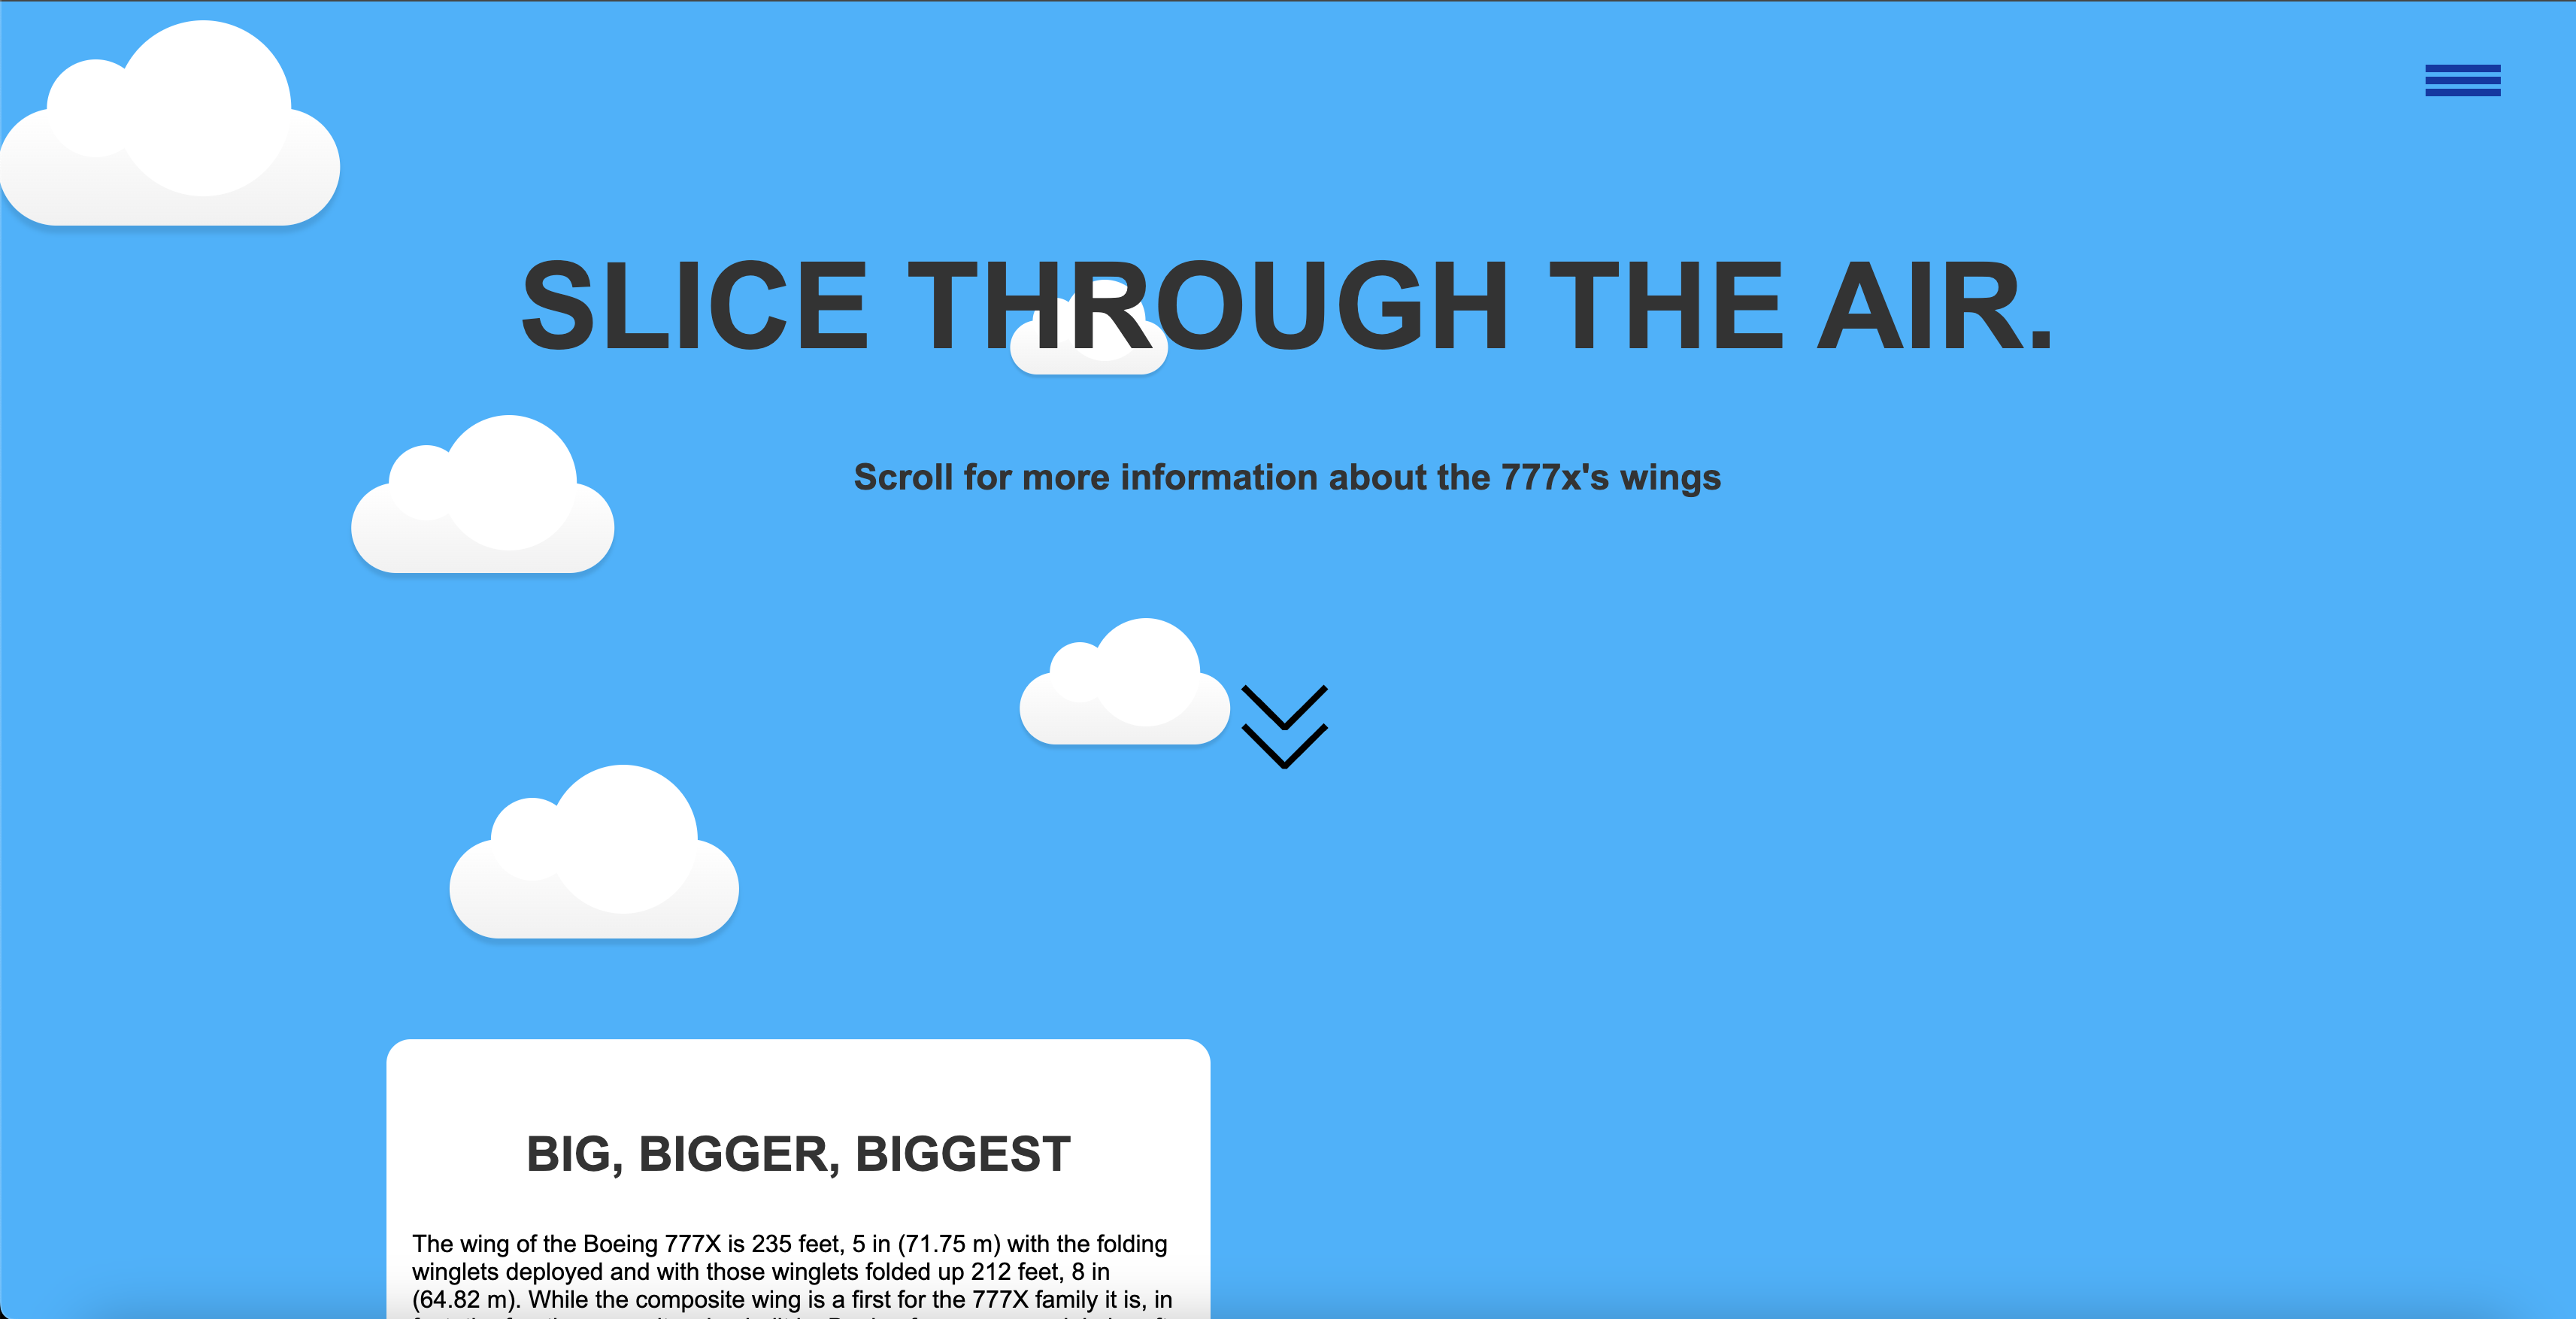 SLICE THROUGH THE AIR.
Scroll for more information about the 777x's wings
BIG, BIGGER, BIGGEST
The wing of the Boeing 777X is 235 feet, 5 in (71.75 m) with the folding
winglets deployed and with those winglets folded up 212 feet, 8 in
(64.82 m). While the composite wing is a first for the 777X family it is, in